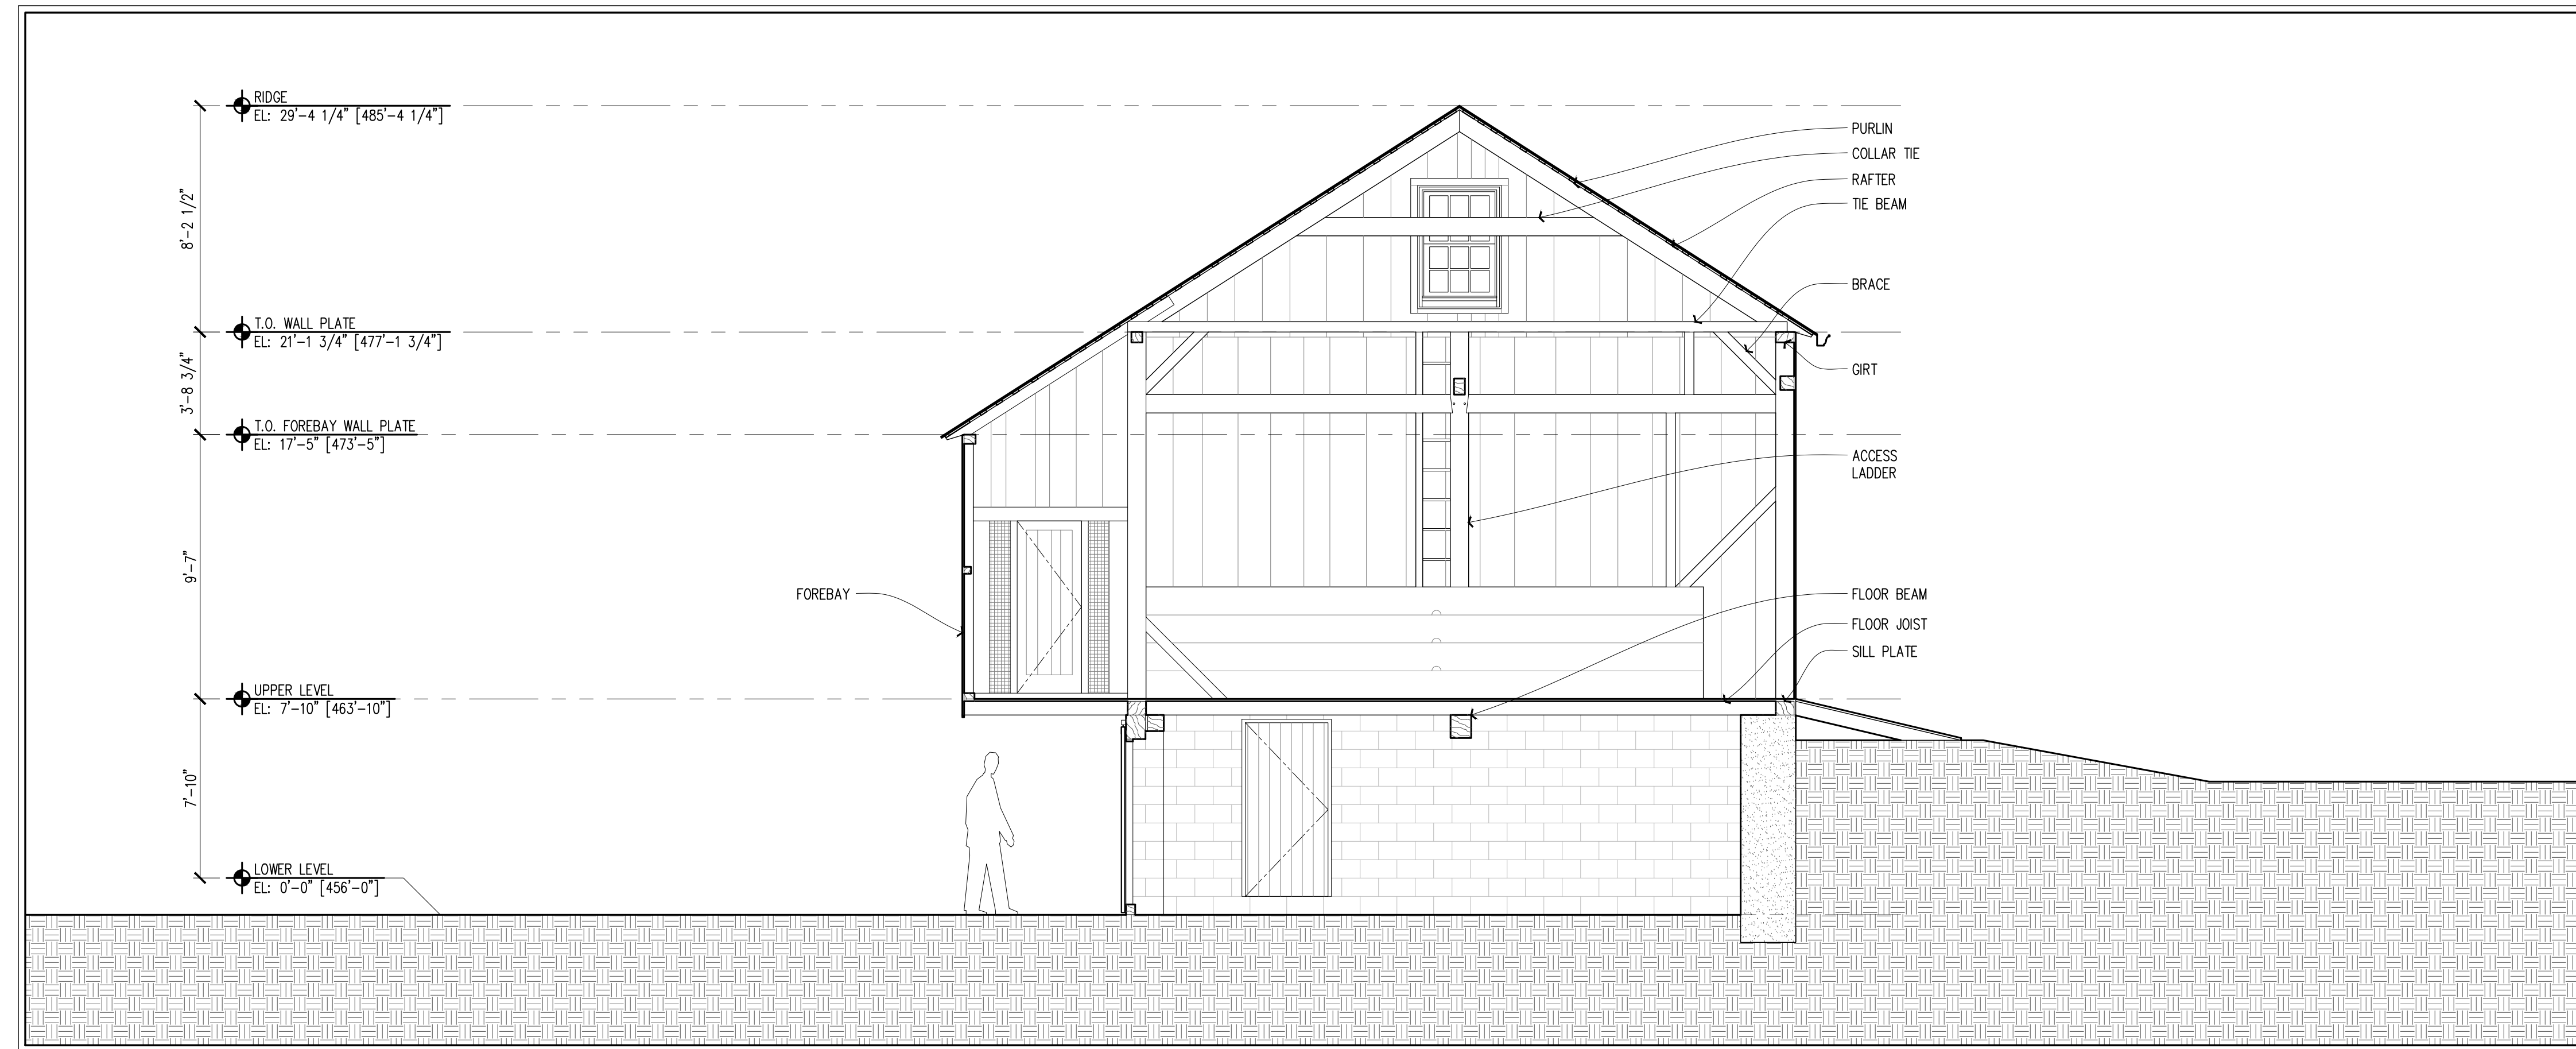 RIDGE
EL: 29'-4 1/4" [485'-4 1/4"]
8'-2 1/2"
T.O. WALL PLATE
EL: 21'-1 3/4" [477'-1 3/4"]
3'-8 3/4"
T.O. FOREBAY WALL PLATE
EL: 17'-5" [473'-5"]
9'-7"
UPPER LEVEL
EL: 7'-10" [463'-10"]
7'-10"
LOWER LEVEL
EL: 0'-0" [456'-0"]
FOREBAY
PURLIN
COLLAR TIE
RAFTER
TIE BEAM
BRACE
GIRT
ACCESS
LADDER
FLOOR BEAM
FLOOR JOIST
SILL PLATE